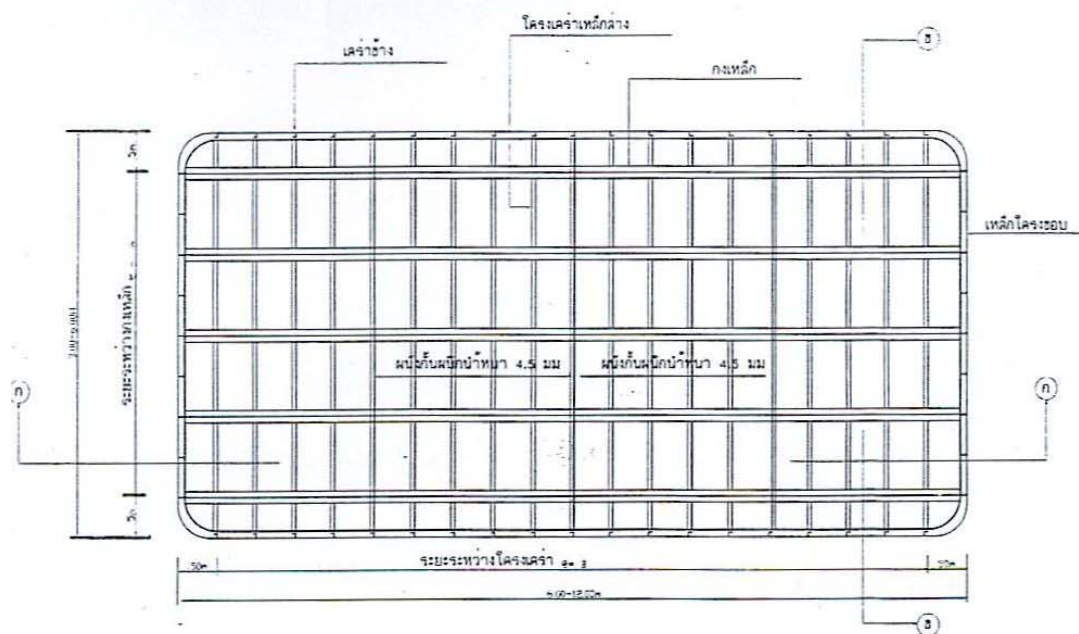 โครงเคร่าเหล็กล่าง
เคร่าข้าง
ข
กงเหล็ก
เหล็กโครงขอบ
ระยะระหว่างกงเหล็ก
ผนังกั้นผนึกน้ำหนา 4.5 มม
ผนังกั้นผนึกน้ำหนา 4.5 มม
ก
ก
ระยะระหว่างโครงเคร่า
6.00-12.00m
ข